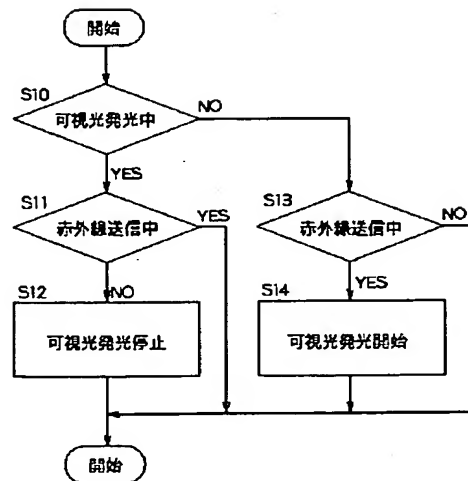 開始
S10
可視光発光中
NO
YES
S11
赤外線送信中
YES
S13
赤外線送信中
NO
NO
YES
S12
可視光発光停止
S14
可視光発光開始
開始